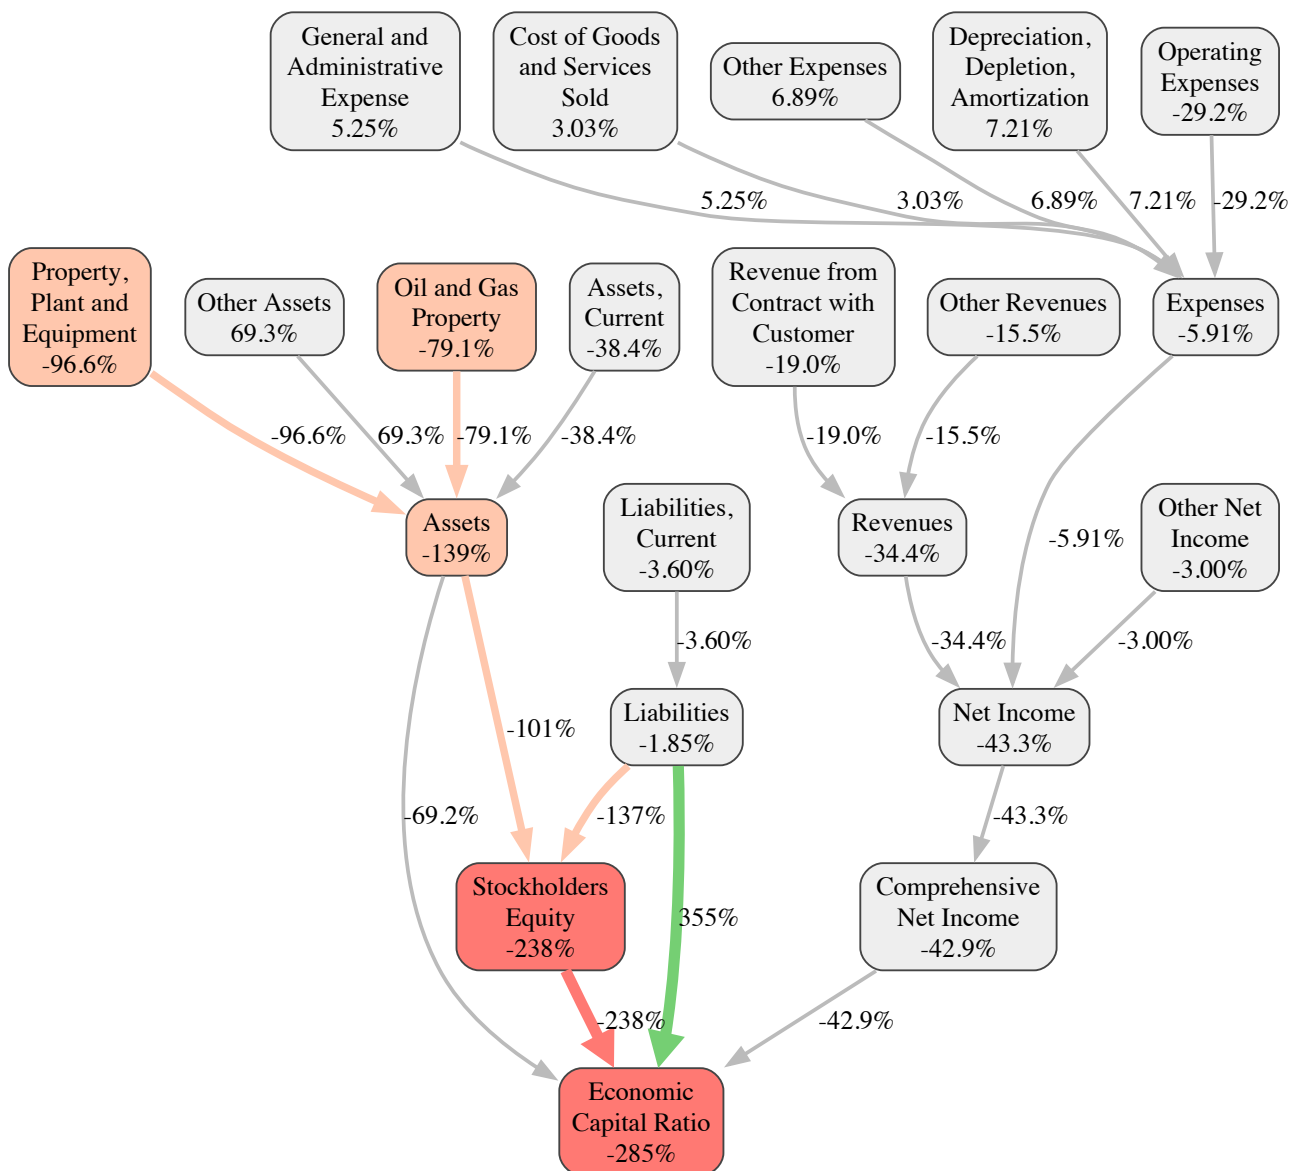 General and
Administrative
Expense
5.25%
Cost of Goods
and Services
Sold
3.03%
Other Expenses
6.89%
Depreciation,
Depletion,
Amortization
7.21%
Operating
Expenses
-29.2%
5.25%
3.03%
6.89%
7.21%
-29.2%
Property,
Plant and
Equipment
-96.6%
Other Assets
69.3%
Oil and Gas
Property
-79.1%
Assets,
Current
-38.4%
Revenue from
Contract with
Customer
-19.0%
Other Revenues
-15.5%
Expenses
-5.91%
-96.6%
69.3%
-79.1%
-38.4%
-19.0%
-15.5%
Assets
-139%
Liabilities,
Current
-3.60%
Revenues
-34.4%
-5.91%
Other Net
Income
-3.00%
-3.60%
-34.4%
-3.00%
-101%
Liabilities
-1.85%
Net Income
-43.3%
-69.2%
-137%
-43.3%
Stockholders
Equity
-238%
355%
Comprehensive
Net Income
-42.9%
-238%
-42.9%
Economic
Capital Ratio
-285%